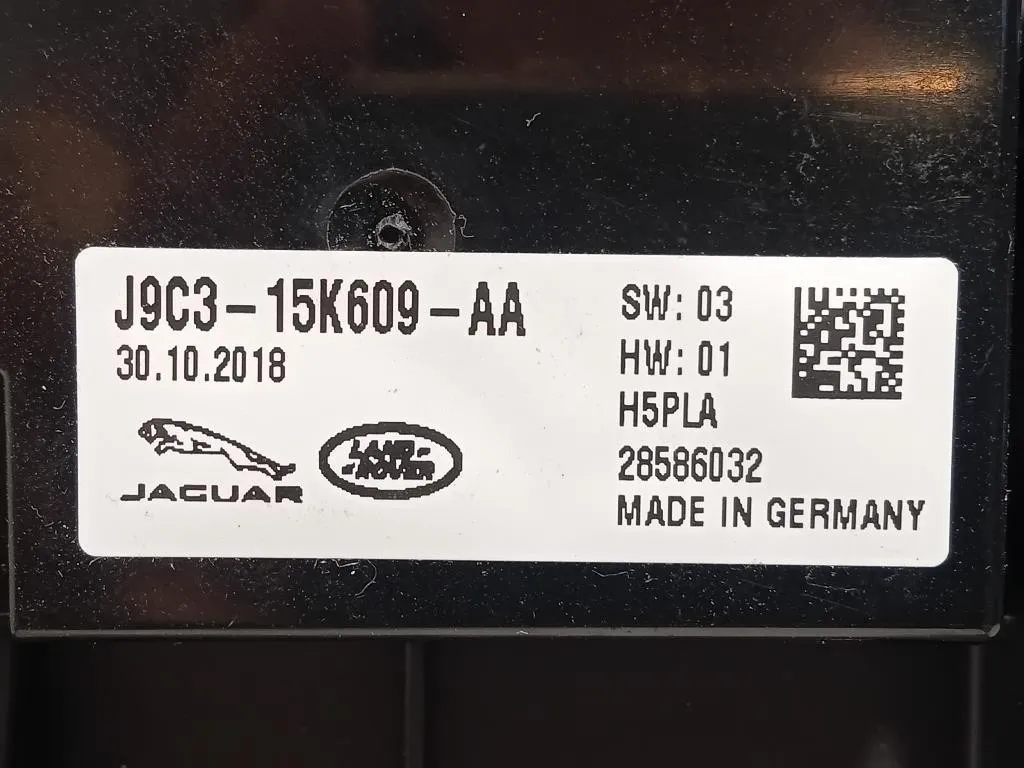 J9C3-15K609-AA
30.10.2018
JAGUAR
LAND-
-ROVER
SW: 03
HW: 01
H5PLA
28586032
MADE IN GERMANY